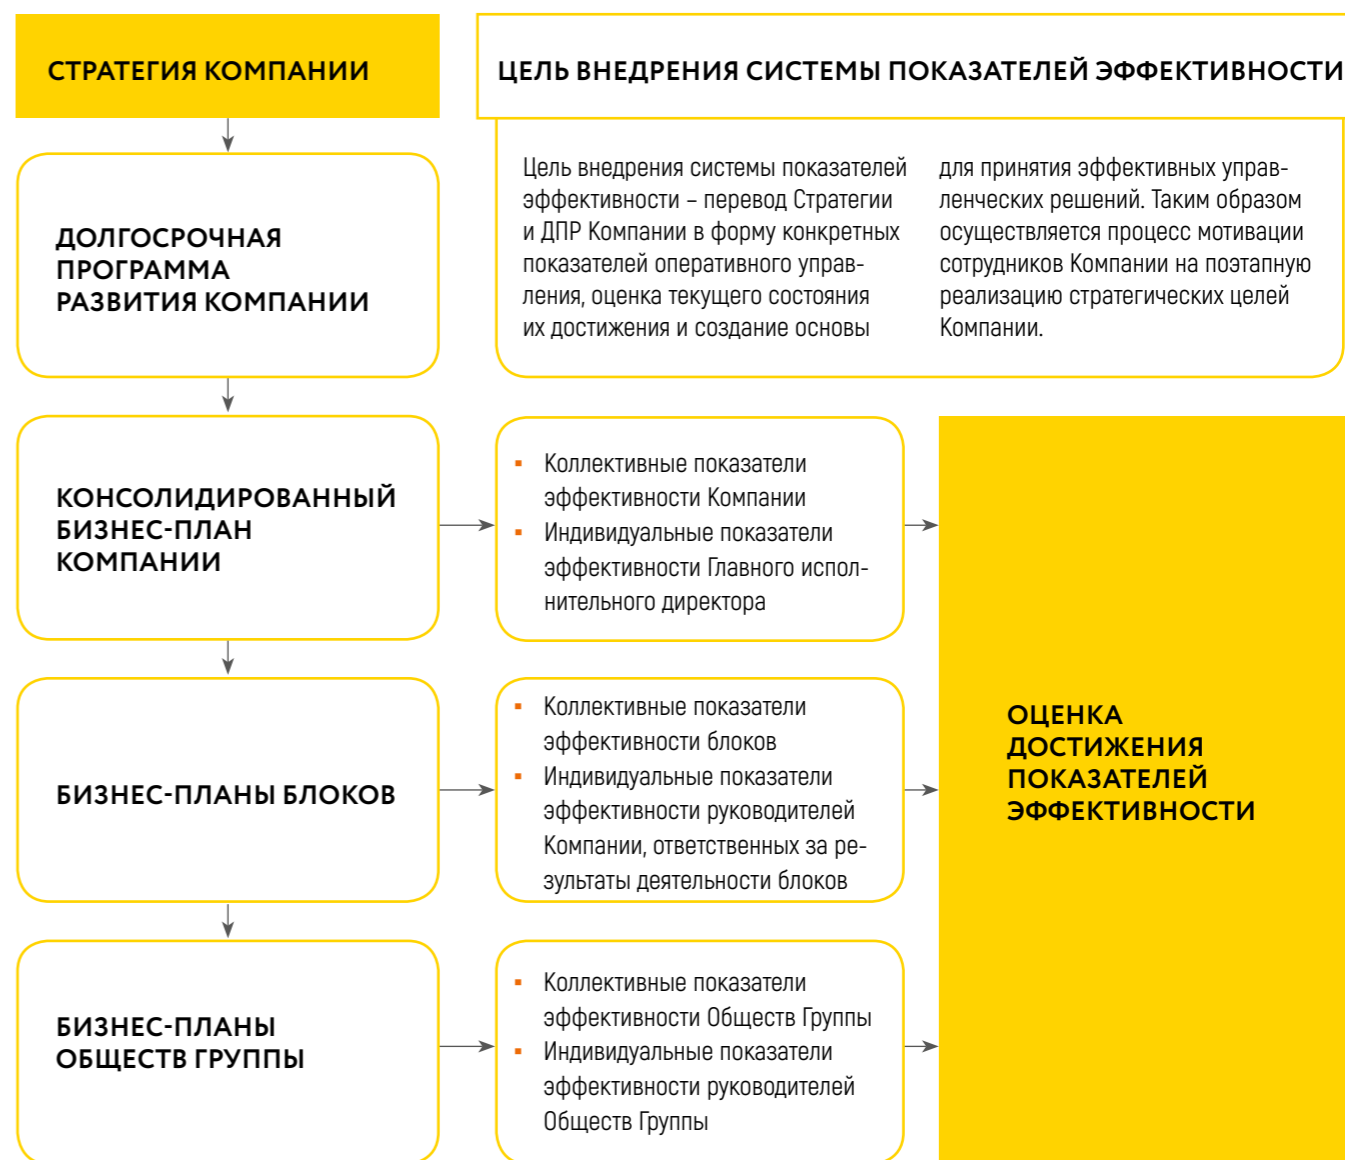 СТРАТЕГИЯ КОМПАНИИ
ЦЕЛЬ ВНЕДРЕНИЯ СИСТЕМЫ ПОКАЗАТЕЛЕЙ ЭФФЕКТИВНОСТИ
Цель внедрения системы показателей
эффективности – перевод Стратегии
и ДПР Компании в форму конкретных
показателей оперативного управ-
ления, оценка текущего состояния
их достижения и создание основы
для принятия эффективных управ-
ленческих решений. Таким образом
осуществляется процесс мотивации
сотрудников Компании на поэтапную
реализацию стратегических целей
Компании.
ДОЛГОСРОЧНАЯ
ПРОГРАММА
РАЗВИТИЯ КОМПАНИИ
КОНСОЛИДИРОВАННЫЙ
БИЗНЕС-ПЛАН
КОМПАНИИ
▪ Коллективные показатели
эффективности Компании
▪ Индивидуальные показатели
эффективности Главного испол-
нительного директора
БИЗНЕС-ПЛАНЫ БЛОКОВ
▪ Коллективные показатели
эффективности блоков
▪ Индивидуальные показатели
эффективности руководителей
Компании, ответственных за ре-
зультаты деятельности блоков
БИЗНЕС-ПЛАНЫ
ОБЩЕСТВ ГРУППЫ
▪ Коллективные показатели
эффективности Обществ Группы
▪ Индивидуальные показатели
эффективности руководителей
Обществ Группы
ОЦЕНКА
ДОСТИЖЕНИЯ
ПОКАЗАТЕЛЕЙ
ЭФФЕКТИВНОСТИ